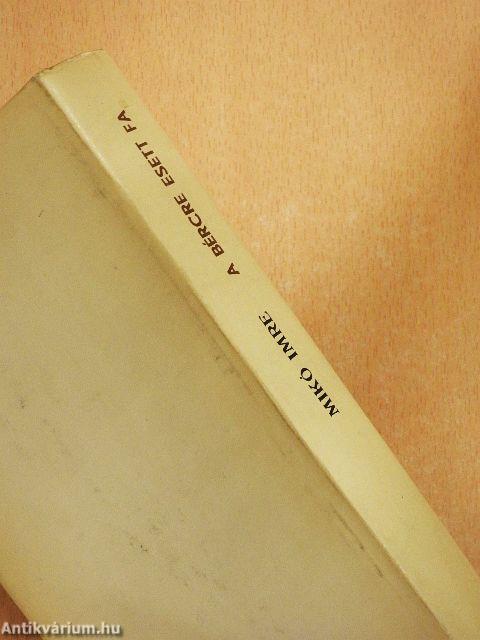 MIKÓ IMRE
A BÉRCRE ESETT FA
Antikvárium.hu